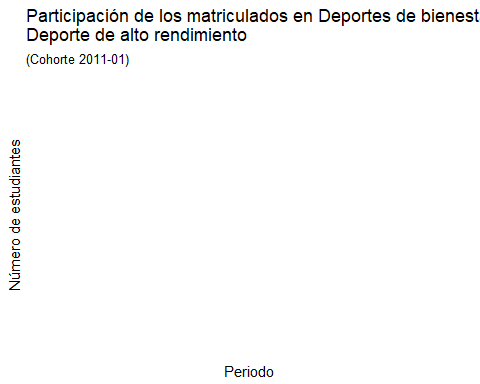 Participación de los matriculados en Deportes de bienest
Deporte de alto rendimiento
(Cohorte 2011-01)
Número de estudiantes
Periodo